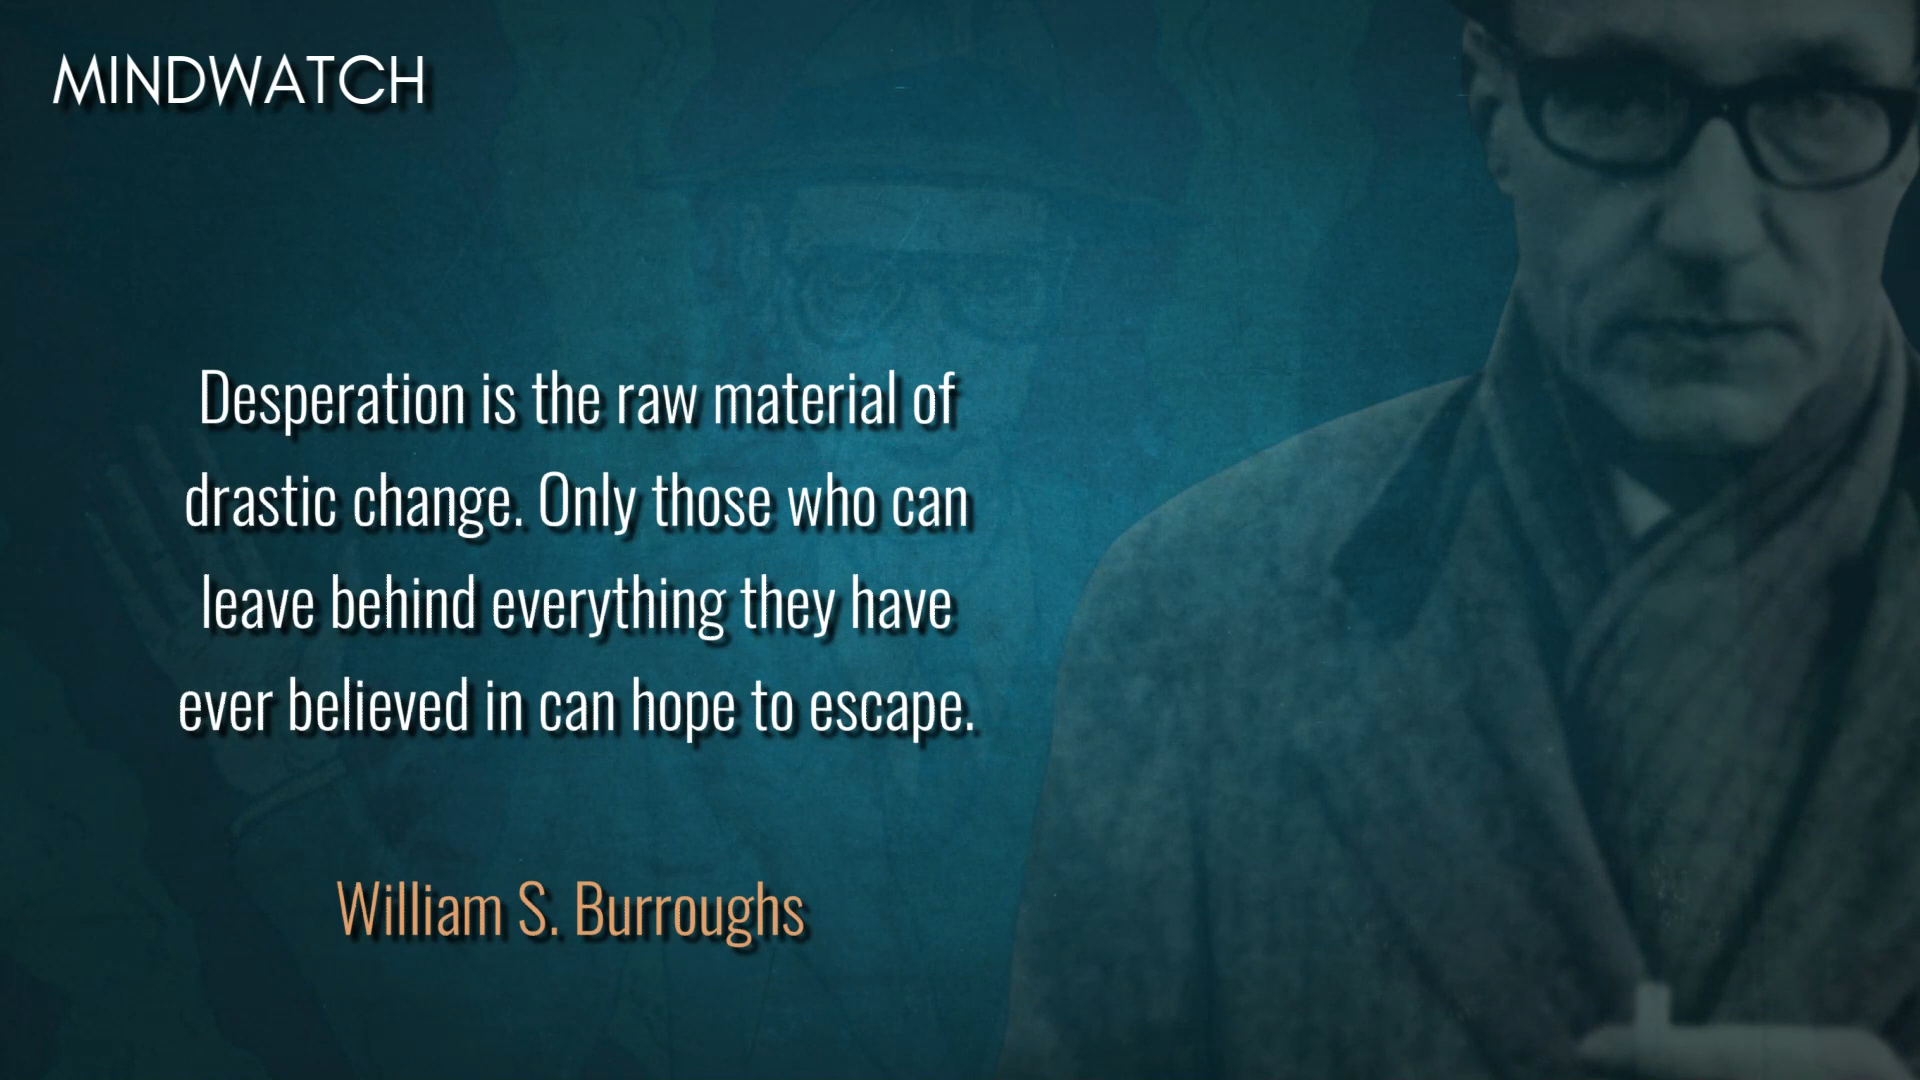 MINDWATCH
Desperation is the raw material of
drastic change. Only those who can
leave behind everything they have
ever believed in can hope to escape.
William S. Burroughs